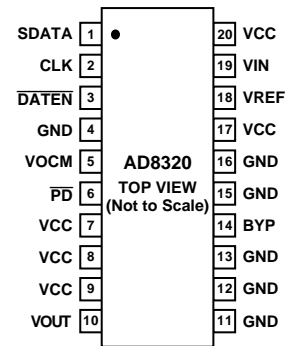 SDATA 1 20 VCC
CLK 2 19 VIN
DATEN 3 18 VREF
GND 4 17 VCC
VOCM 5 AD8320 16 GND
PD 6 TOP VIEW 15 GND
(Not to Scale)
VCC 7 14 BYP
VCC 8 13 GND
VCC 9 12 GND
VOUT 10 11 GND